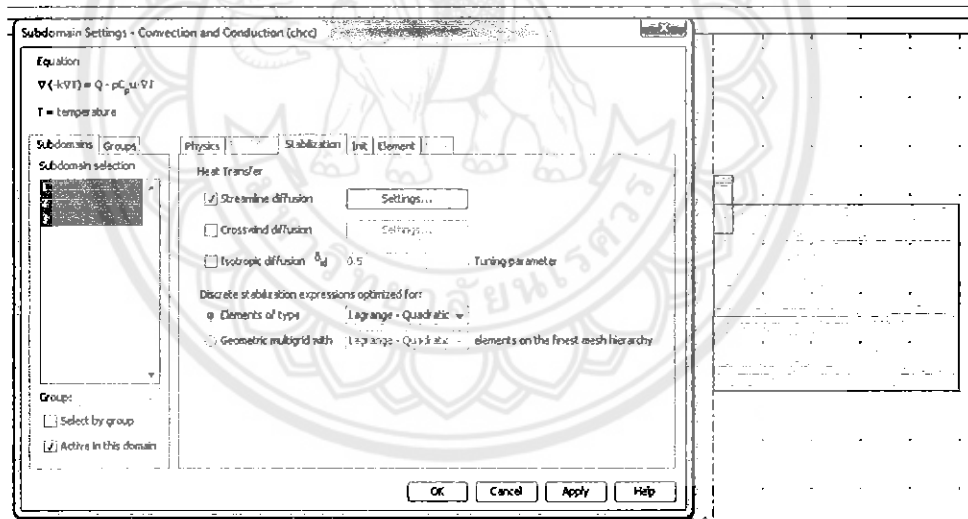 Subdomain Settings - Convection and Conduction (chcc)
Equation
∇·(-k∇T) = Q - ρCₚu·∇T
T = temperature
Subdomains Groups
Subdomain selection
Physics Stabilization Init Element
Heat Transfer
Streamline diffusion Settings...
Crosswind diffusion Settings...
Isotropic diffusion δid 0.5 Tuning parameter
Discrete stabilization expressions optimized for:
Elements of type Lagrange - Quadratic
Geometric multigrid with Lagrange - Quadratic elements on the finest mesh hierarchy
Group:
Select by group
Active in this domain
OK Cancel Apply Help